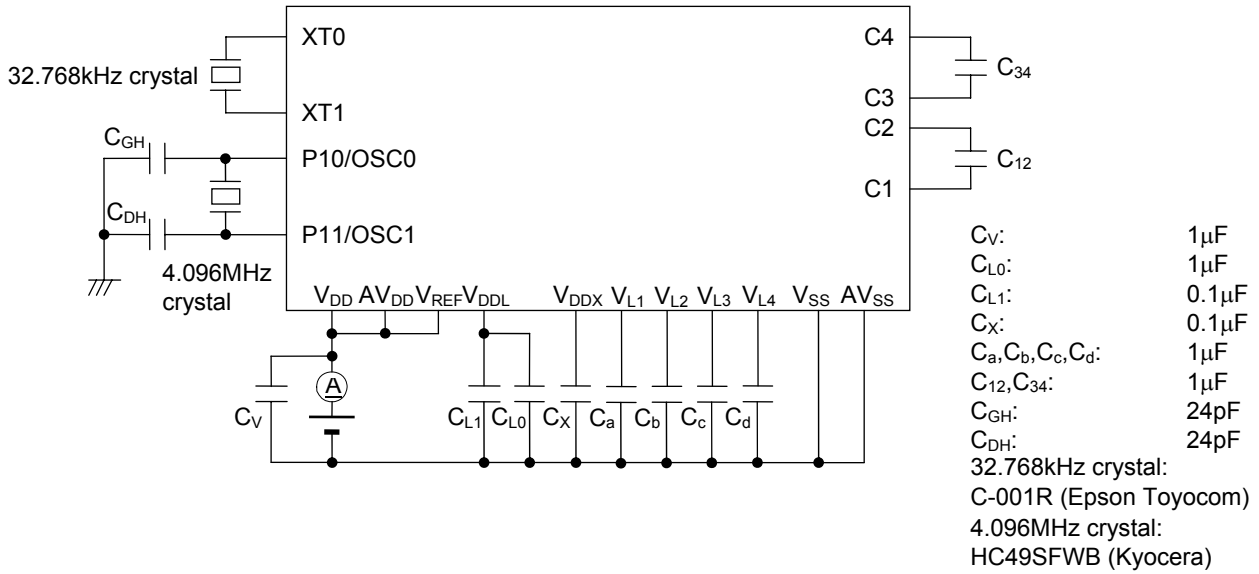 XT0
C4
32.768kHz crystal
C34
XT1
C3
CGH
C2
P10/OSC0
C12
C1
CDH
P11/OSC1
4.096MHz
crystal
VDD AVDD VREF VDDL VDDX VL1 VL2 VL3 VL4 VSS AVSS
A
CV CL1 CL0 CX Ca Cb Cc Cd
CV: 1μF
CL0: 1μF
CL1: 0.1μF
CX: 0.1μF
Ca,Cb,Cc,Cd: 1μF
C12,C34: 1μF
CGH: 24pF
CDH: 24pF
32.768kHz crystal:
C-001R (Epson Toyocom)
4.096MHz crystal:
HC49SFWB (Kyocera)